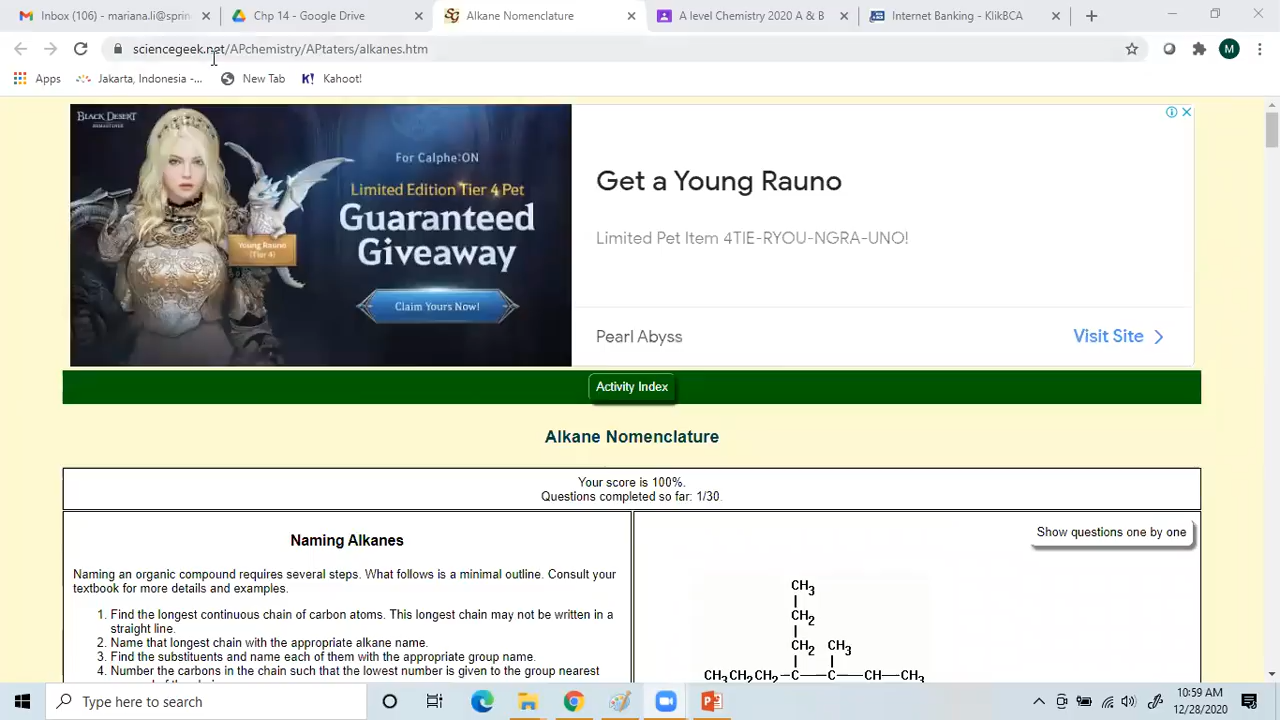 Inbox (106) - mariana.li@sprin
Chp 14 - Google Drive
Alkane Nomenclature
A level Chemistry 2020 A & B
Internet Banking - KlikBCA
sciencegeek.net/APchemistry/APtaters/alkanes.htm
M
Apps
Jakarta, Indonesia -...
New Tab
K!
Kahoot!
BLACK DESERT
For Calphe:ON
Limited Edition Tier 4 Pet
Guaranteed
Giveaway
Young Rauno
(Tier 4)
Claim Yours Now!
Get a Young Rauno
Limited Pet Item 4TIE-RYOU-NGRA-UNO!
Pearl Abyss
Visit Site
Activity Index
Alkane Nomenclature
Your score is 100%.
Questions completed so far: 1/30.
Naming Alkanes
Naming an organic compound requires several steps. What follows is a minimal outline. Consult your
textbook for more details and examples.
1. Find the longest continuous chain of carbon atoms. This longest chain may not be written in a
straight line.
2. Name that longest chain with the appropriate alkane name.
3. Find the substituents and name each of them with the appropriate group name.
4. Number the carbons in the chain such that the lowest number is given to the group nearest
Show questions one by one
CH3
CH2
CH2 CH3
CH3CH2CH2—C—C—CH—CH3
Type here to search
10:59 AM
12/28/2020